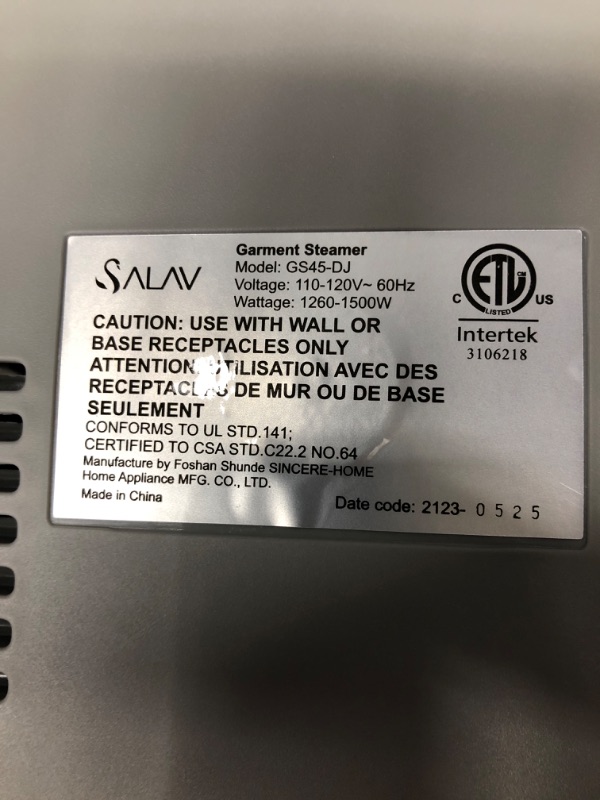 SALAV
Garment Steamer
Model: GS45-DJ
Voltage: 110-120V~ 60Hz
Wattage: 1260-1500W
CAUTION: USE WITH WALL OR
BASE RECEPTACLES ONLY
ATTENTION, UTILISATION AVEC DES
RECEPTACLES DE MUR OU DE BASE
SEULEMENT
CONFORMS TO UL STD.141;
CERTIFIED TO CSA STD.C22.2 NO.64
Manufacture by Foshan Shunde SINCERE-HOME
Home Appliance MFG. CO., LTD.
Made in China
Date code: 2123- 0525
ETL CM
C US
LISTED
Intertek
3106218